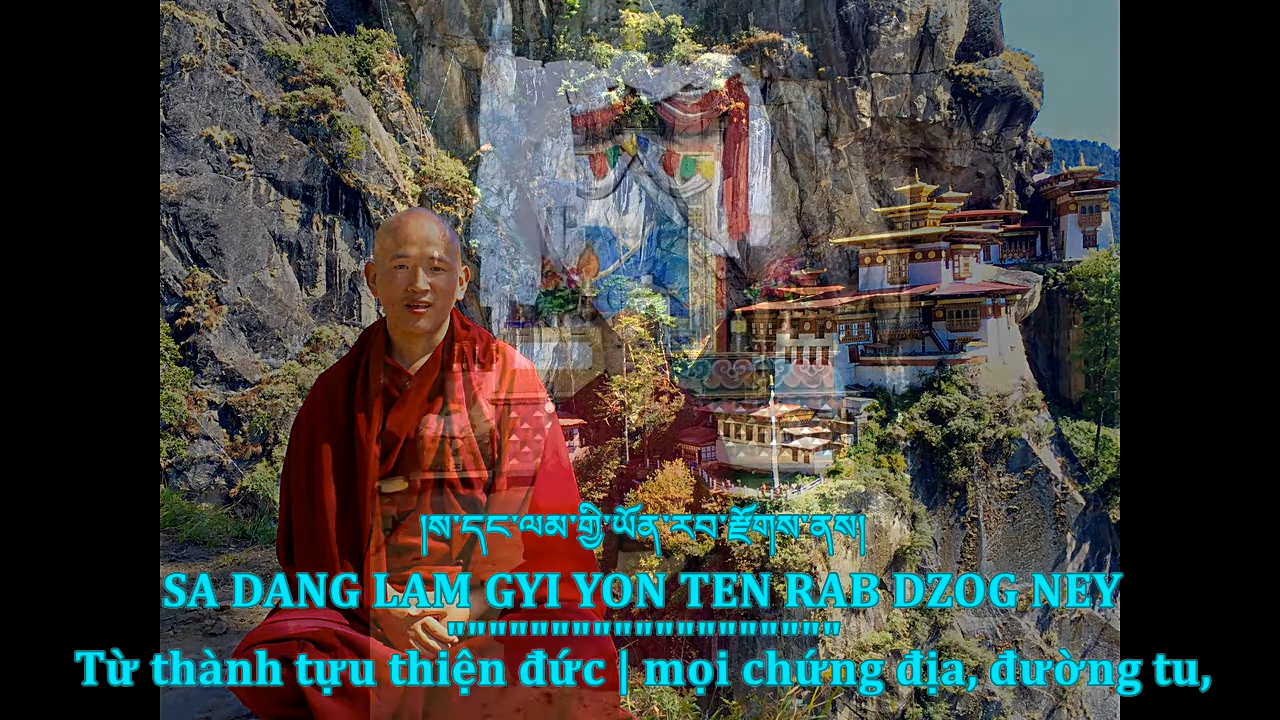 །ས་དང་ལམ་གྱི་ཡོན་རབ་རྫོགས་ནས།
SA DANG LAM GYI YON TEN RAB DZOG NEY
"""""""""""""""""""
Từ thành tựu thiện đức | mọi chứng địa, đường tu,